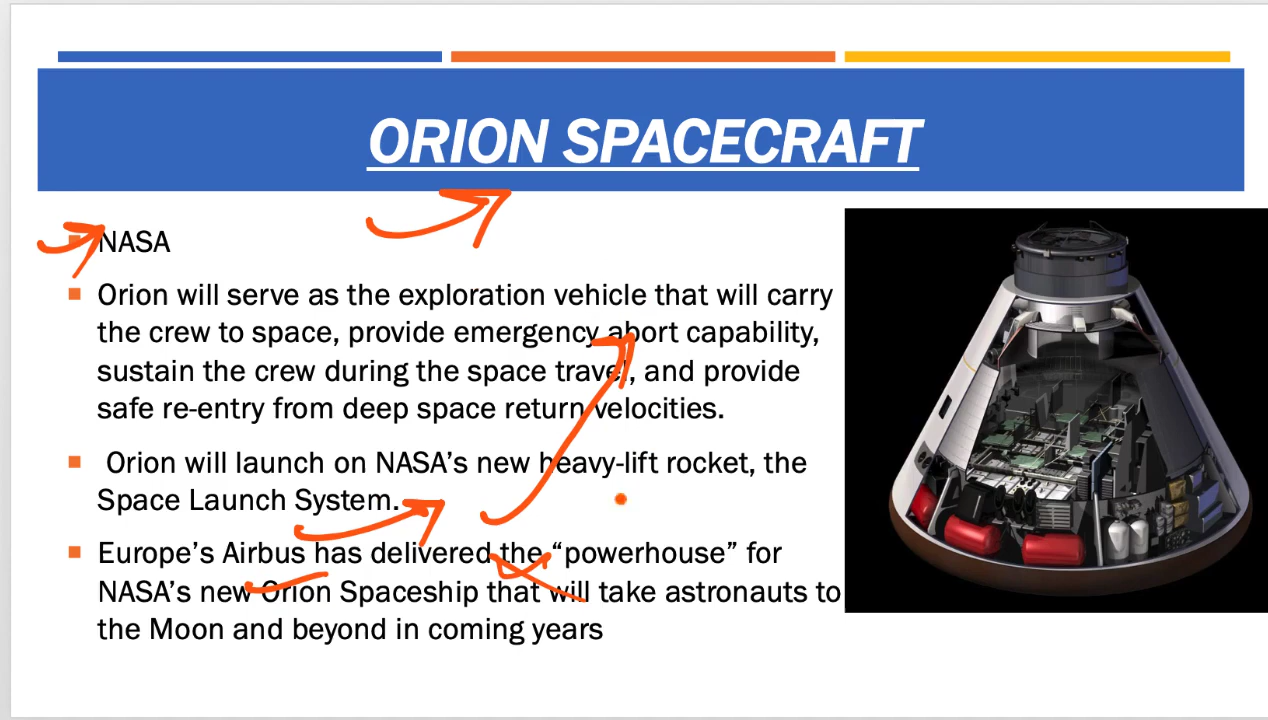 ORION SPACECRAFT
NASA
Orion will serve as the exploration vehicle that will carry
the crew to space, provide emergency abort capability,
sustain the crew during the space travel, and provide
safe re-entry from deep space return velocities.
Orion will launch on NASA’s new heavy-lift rocket, the
Space Launch System.
Europe’s Airbus has delivered the “powerhouse” for
NASA’s new Orion Spaceship that will take astronauts to
the Moon and beyond in coming years